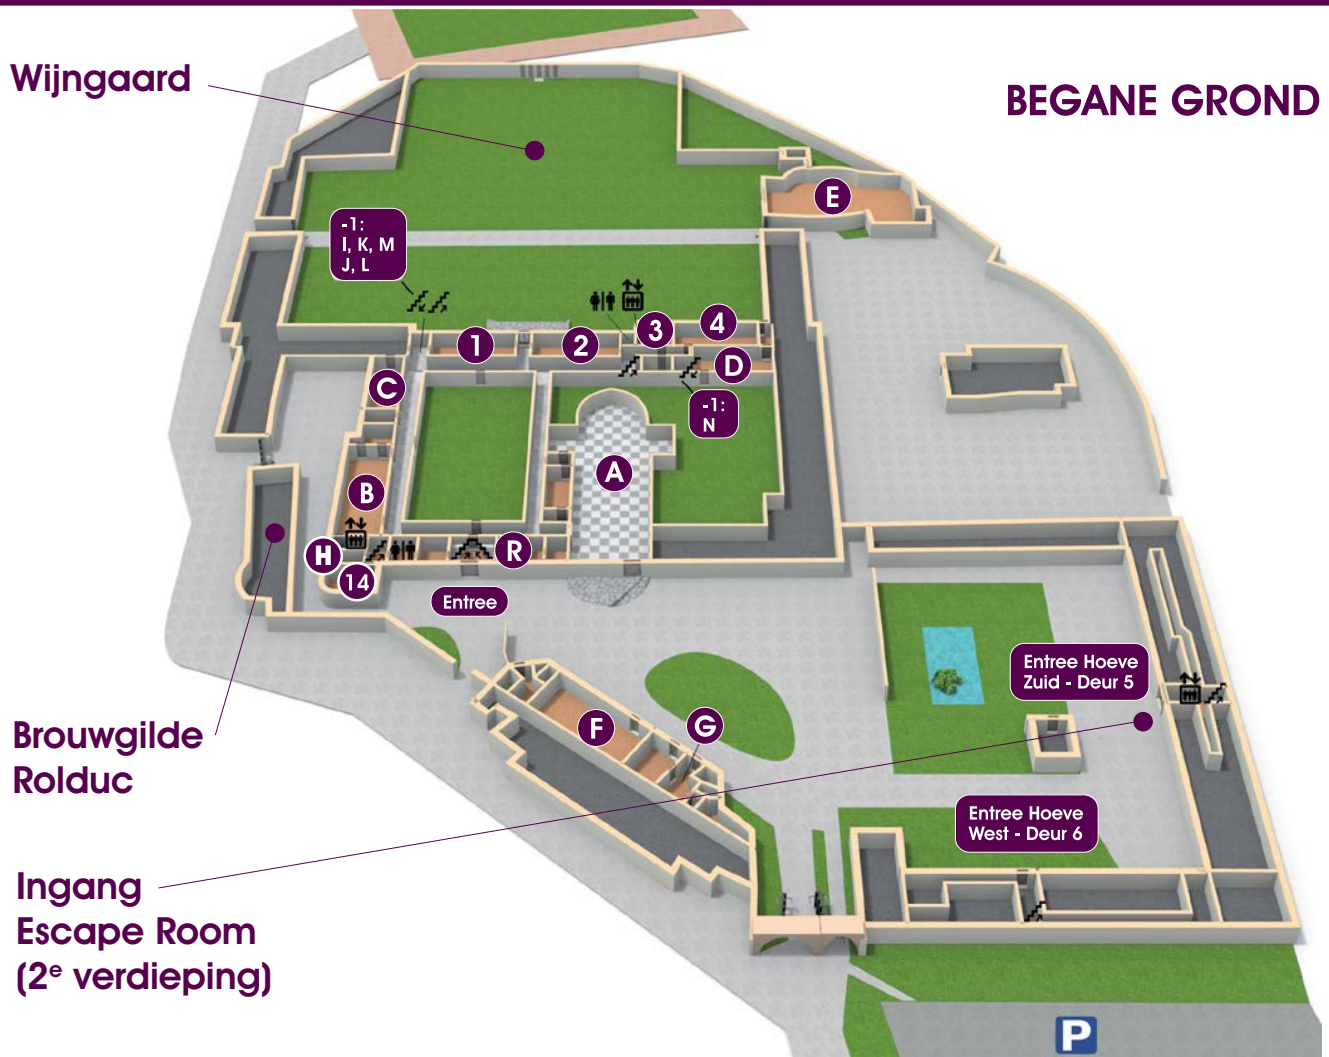 Wijngaard
BEGANE GROND
E
-1:
I, K, M
J, L
1
2
3
4
C
D
-1:
N
A
B
H
14
R
Entree
Entree Hoeve
Zuid - Deur 5
F
G
Brouwgilde
Rolduc
Entree Hoeve
West - Deur 6
Ingang
Escape Room
(2e verdieping)
P